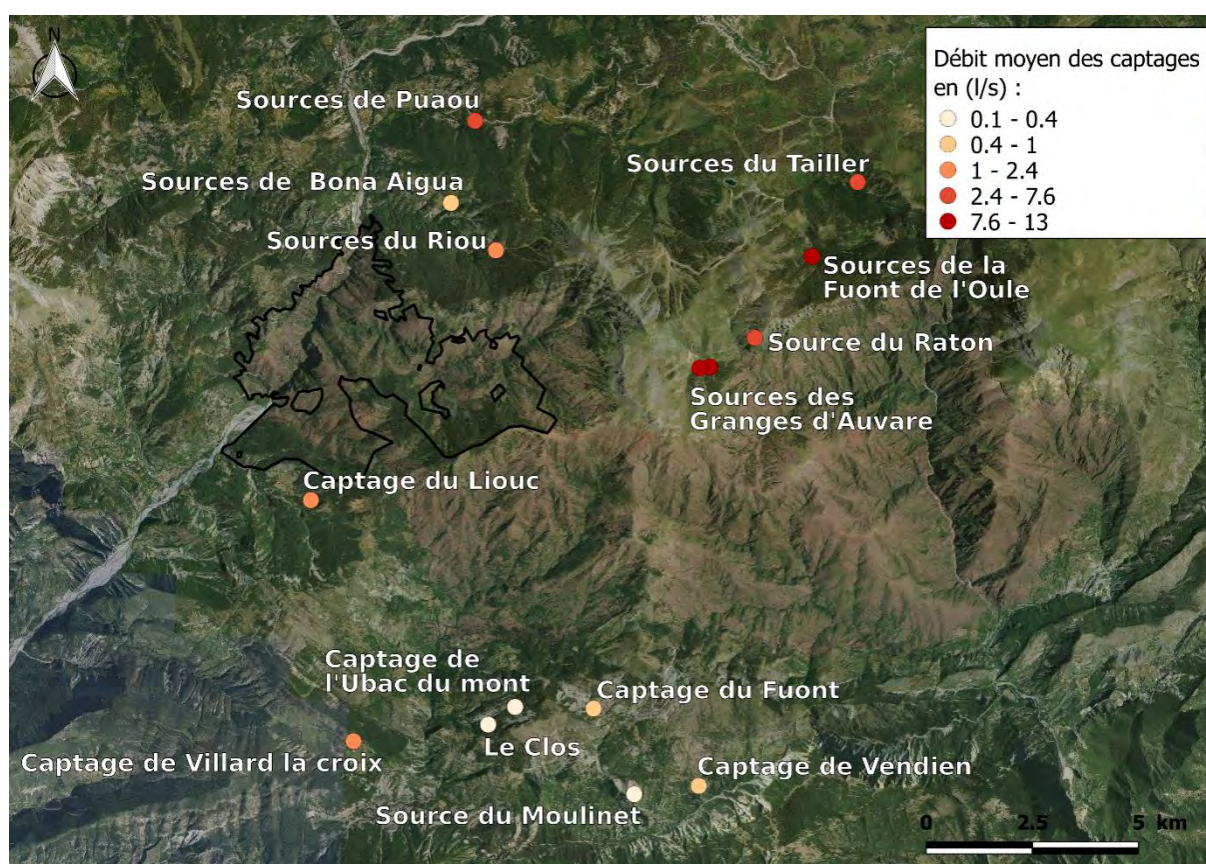 N
Débit moyen des captages
en (l/s) :
0.1 - 0.4
0.4 - 1
1 - 2.4
2.4 - 7.6
7.6 - 13
Sources de Puaou
Sources du Tailler
Sources de Bona Aigua
Sources du Riou
Sources de la
Fuont de l'Oule
Source du Raton
Sources des
Granges d'Auvare
Captage du Liouc
Captage de
l'Ubac du mont
Captage du Fuont
Le Clos
Captage de Villard la croix
Captage de Vendien
Source du Moulinet
0 2.5 5 km